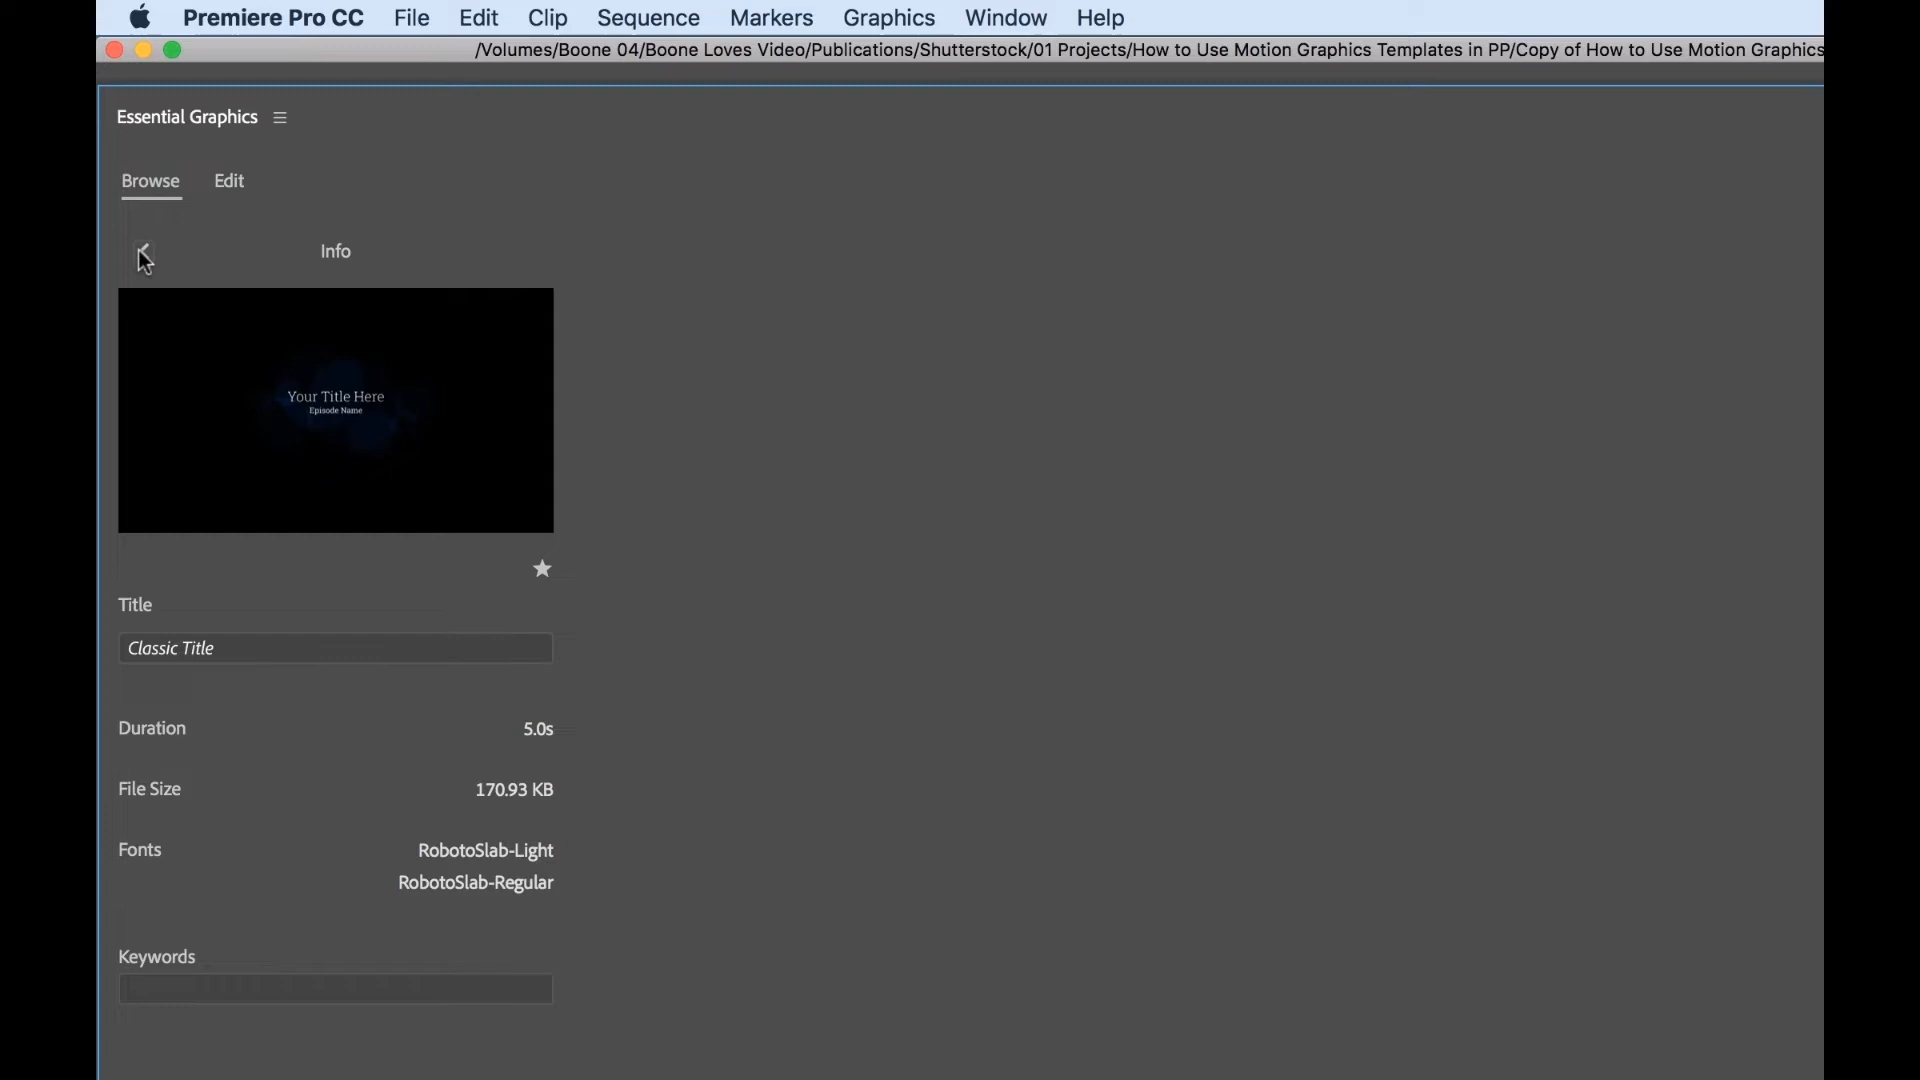 Premiere Pro CC File Edit Clip Sequence Markers Graphics Window Help
/Volumes/Boone 04/Boone Loves Video/Publications/Shutterstock/01 Projects/How to Use Motion Graphics Templates in PP/Copy of How to Use Motion Graphics
Essential Graphics
Browse Edit
Info
Your Title Here
Episode Name
Title
Classic Title
Duration 5.0s
File Size 170.93 KB
Fonts RobotoSlab-Light
RobotoSlab-Regular
Keywords